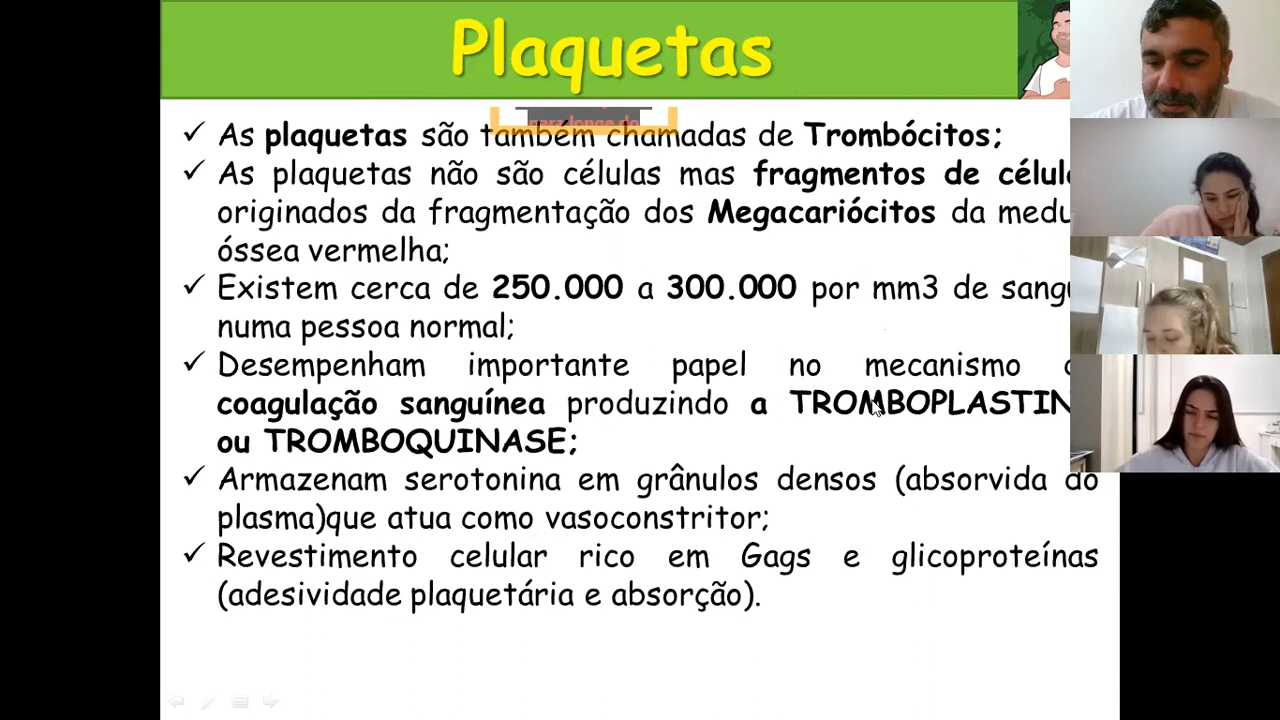 Plaquetas
✓ As plaquetas são também chamadas de Trombócitos;
✓ As plaquetas não são células mas fragmentos de célul
originados da fragmentação dos Megacariócitos da medu
óssea vermelha;
✓ Existem cerca de 250.000 a 300.000 por mm3 de sangu
numa pessoa normal;
✓ Desempenham importante papel no mecanismo
coagulação sanguínea produzindo a TROMBOPLASTIN
ou TROMBOQUINASE;
✓ Armazenam serotonina em grânulos densos (absorvida do
plasma)que atua como vasoconstritor;
✓ Revestimento celular rico em Gags e glicoproteínas
(adesividade plaquetária e absorção).